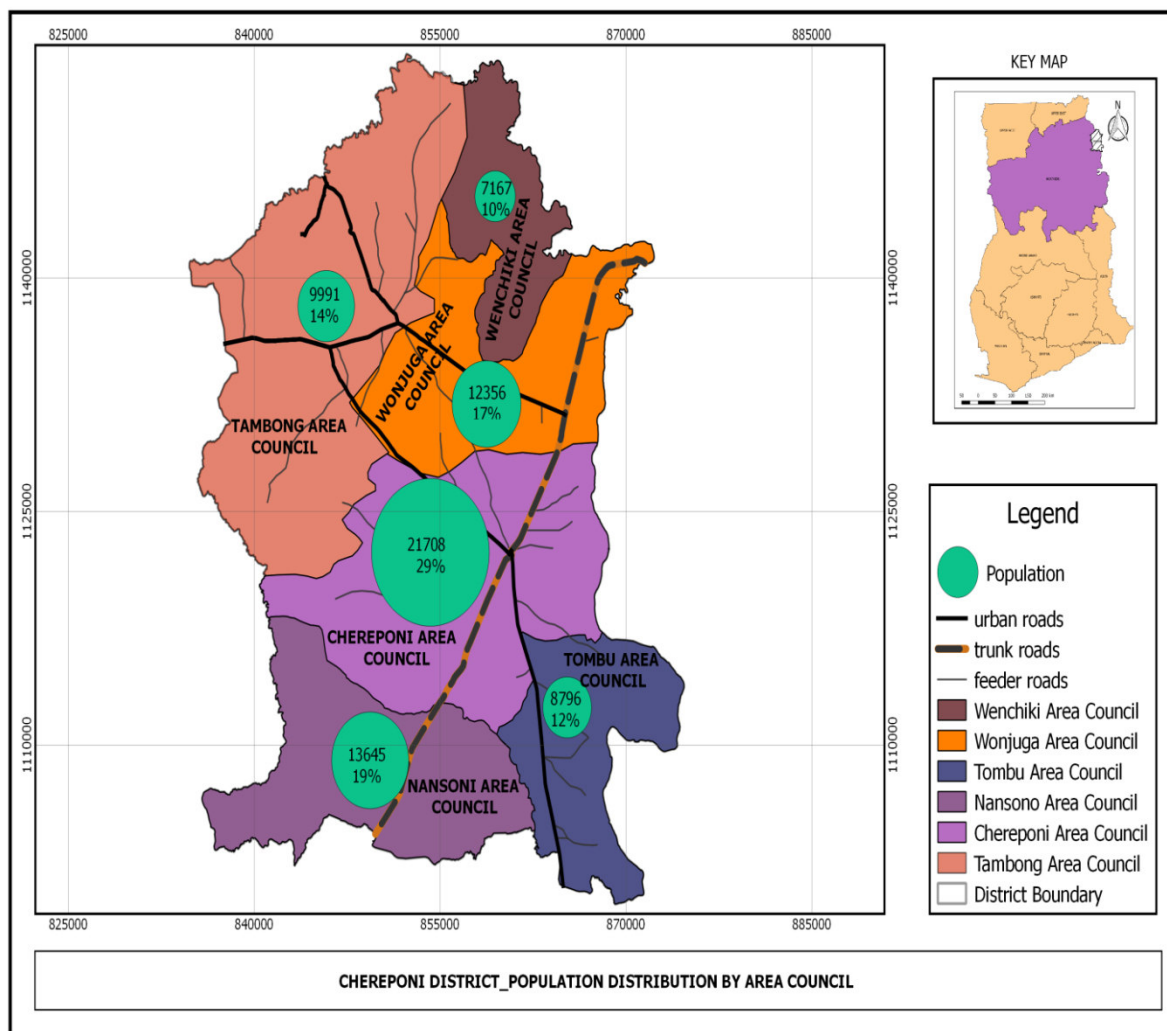 825000
840000
855000
870000
885000
KEY MAP
N
1140000
1140000
1125000
1125000
1110000
1110000
7167
10%
WENCHIKI AREA
COUNCIL
9991
14%
WONJUGA AREA
COUNCIL
12356
17%
TAMBONG AREA
COUNCIL
21708
29%
CHEREPONI AREA
COUNCIL
TOMBU AREA
COUNCIL
8796
12%
13645
19%
NANSONI AREA
COUNCIL
Legend
Population
urban roads
trunk roads
feeder roads
Wenchiki Area Council
Wonjuga Area Council
Tombu Area Council
Nansono Area Council
Chereponi Area Council
Tambong Area Council
District Boundary
825000
840000
855000
870000
885000
CHEREPONI DISTRICT_POPULATION DISTRIBUTION BY AREA COUNCIL